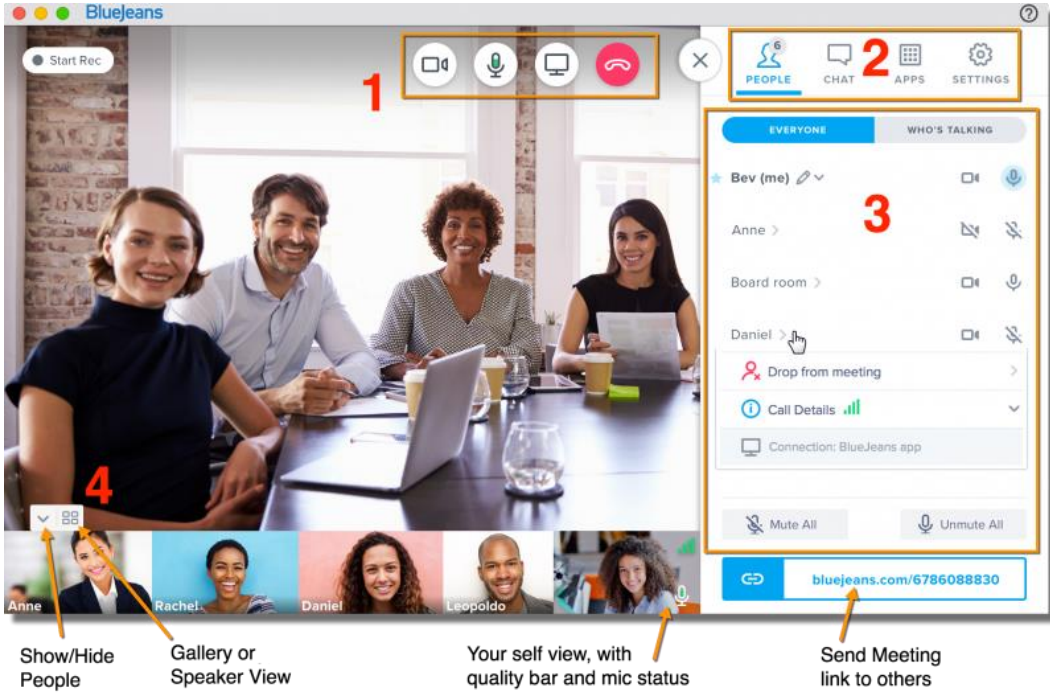 BlueJeans
Start Rec
1
6
PEOPLE
CHAT
2
APPS
SETTINGS
EVERYONE
WHO'S TALKING
Bev (me)
3
Anne
Board room
Daniel
Drop from meeting
Call Details
Connection: BlueJeans app
4
Mute All
Unmute All
Anne
Rachel
Daniel
Leopoldo
bluejeans.com/6786088830
Show/Hide
People
Gallery or
Speaker View
Your self view, with
quality bar and mic status
Send Meeting
link to others